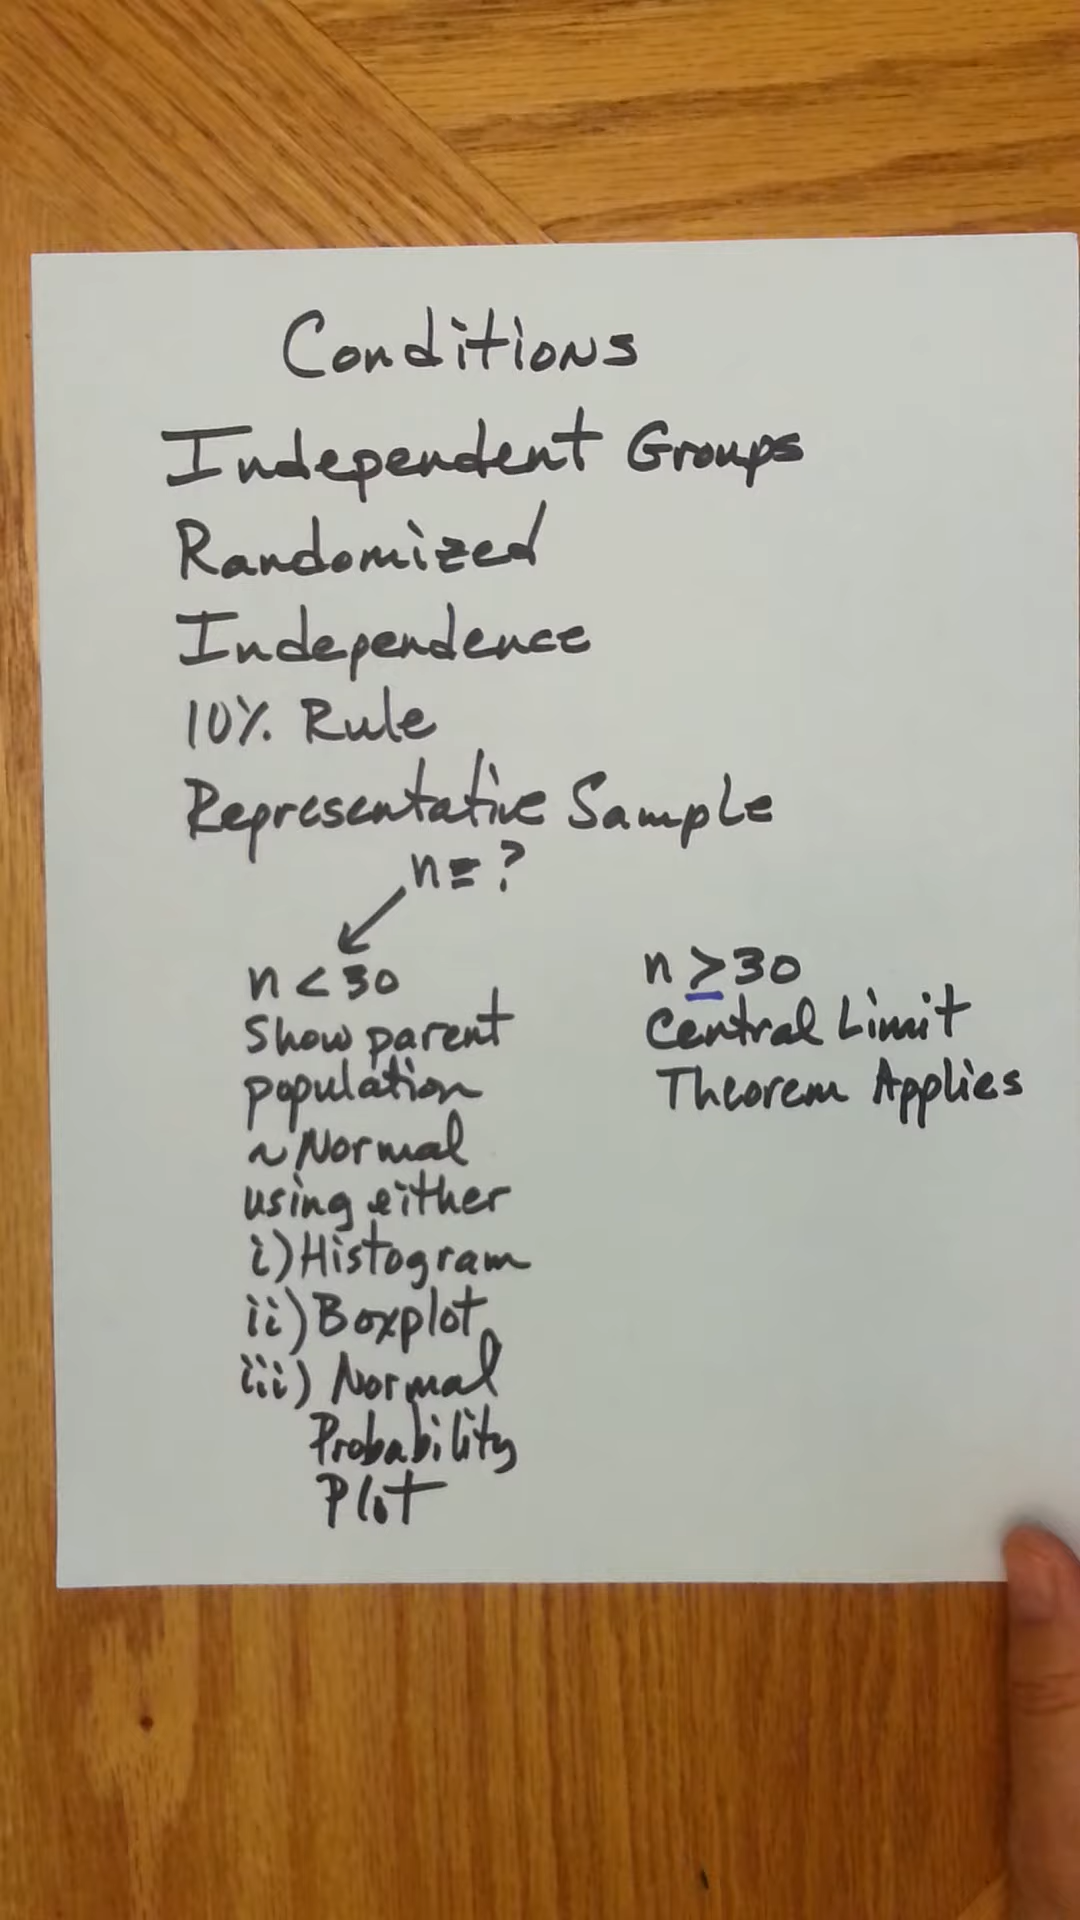 Conditions
Independent Groups
Randomized
Independence
10% Rule
Representative Sample
n = ?
n < 30
Show parent
population
~ Normal
using either
i) Histogram
ii) Boxplot
iii) Normal
Probability
Plot
n ≥ 30
Central Limit
Theorem Applies